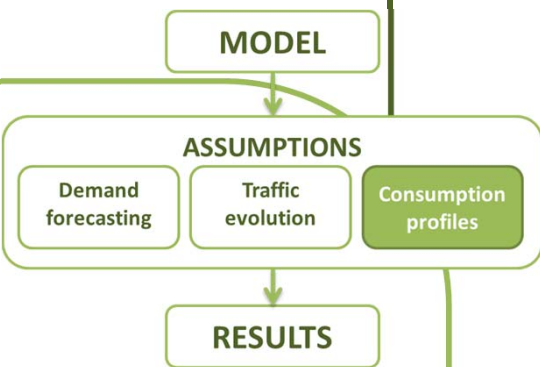 MODEL
ASSUMPTIONS
Demand
forecasting
Traffic
evolution
Consumption
profiles
RESULTS